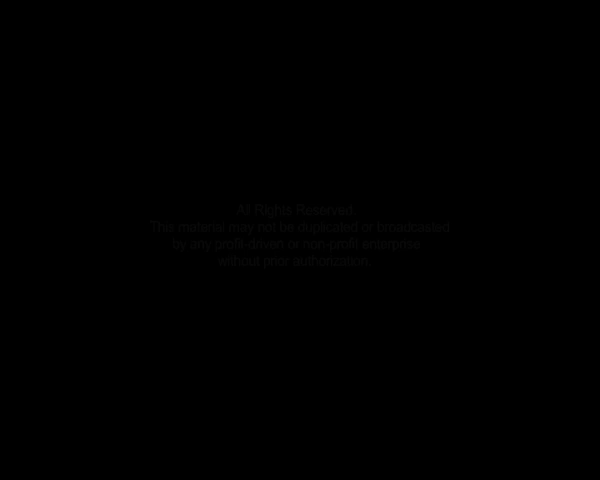 All Rights Reserved.
This material may not be duplicated or broadcasted
by any profit-driven or non-profit enterprise
without prior authorization.